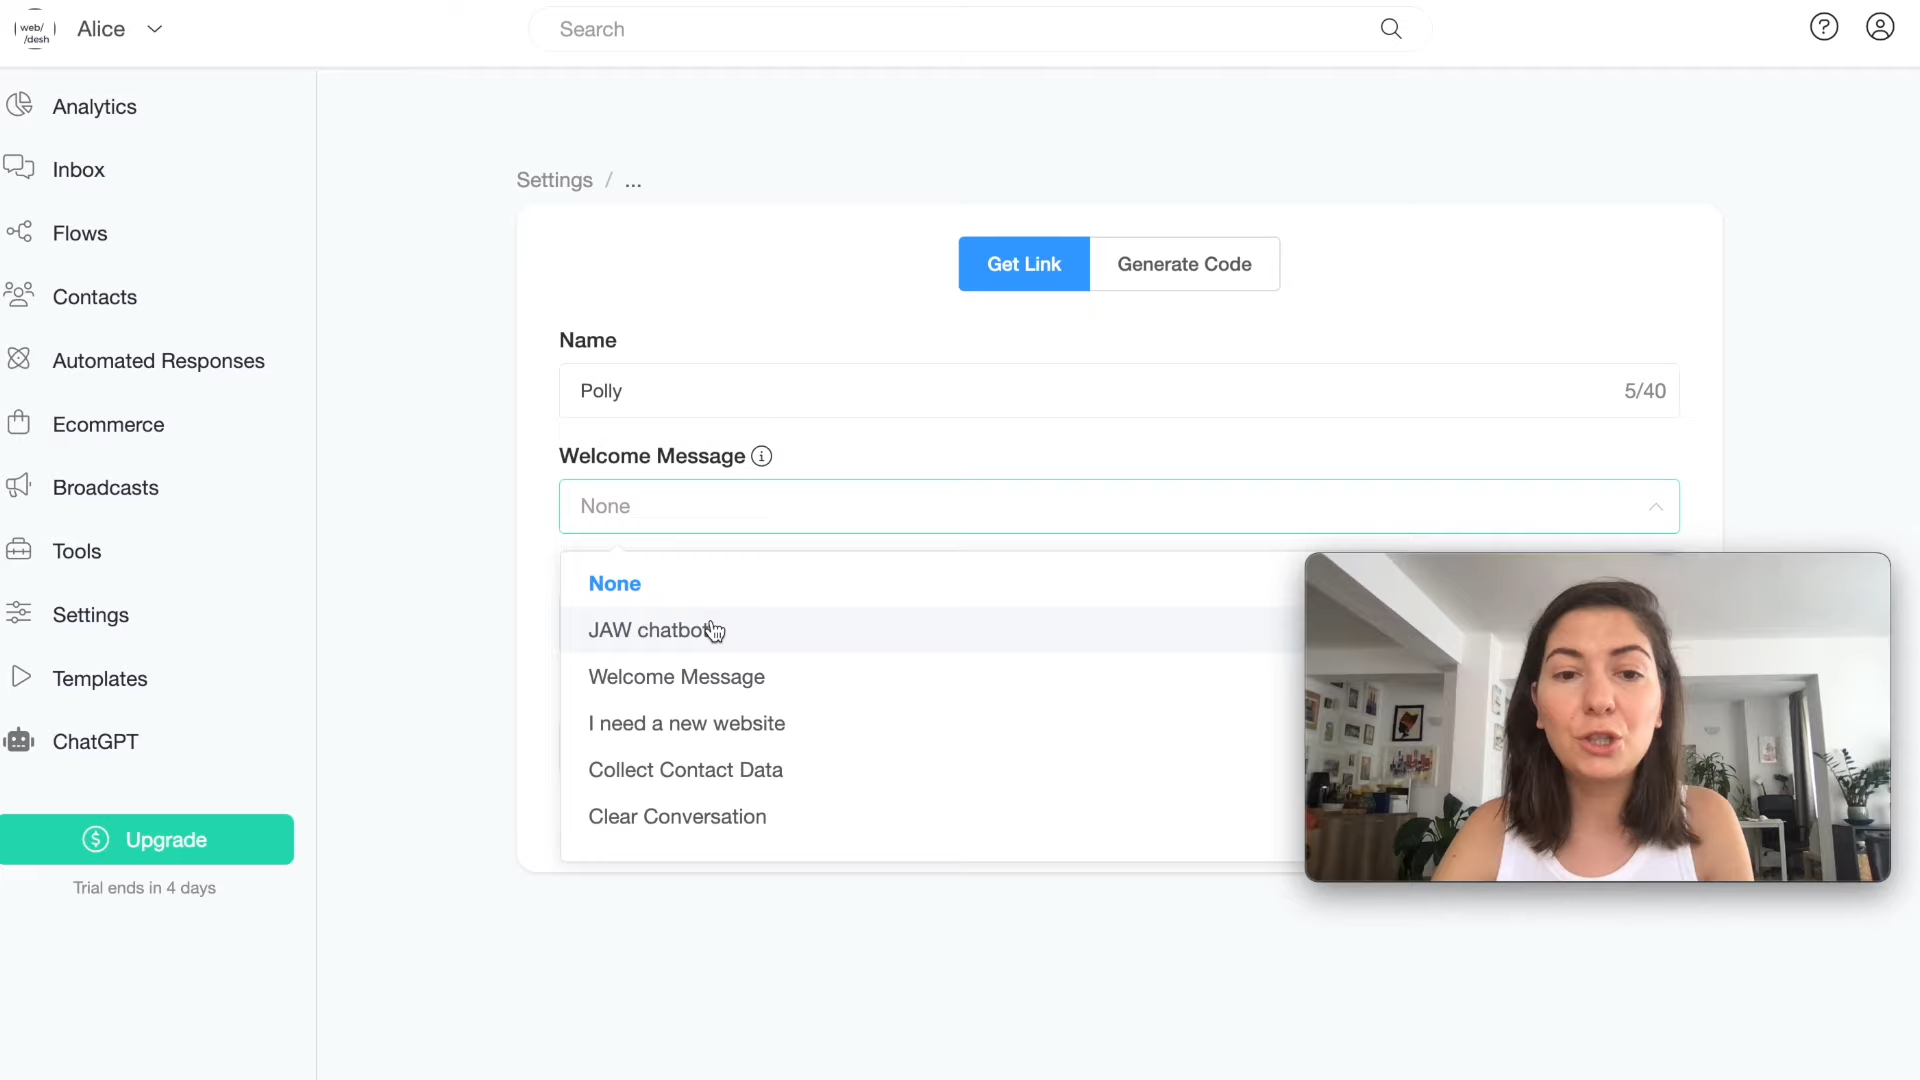 web/
/desh
Alice
Search
Analytics
Inbox
Flows
Contacts
Automated Responses
Ecommerce
Broadcasts
Tools
Settings
Templates
ChatGPT
Upgrade
Trial ends in 4 days
Settings / ...
Get Link
Generate Code
Name
Polly
5/40
Welcome Message
None
None
JAW chatbot
Welcome Message
I need a new website
Collect Contact Data
Clear Conversation